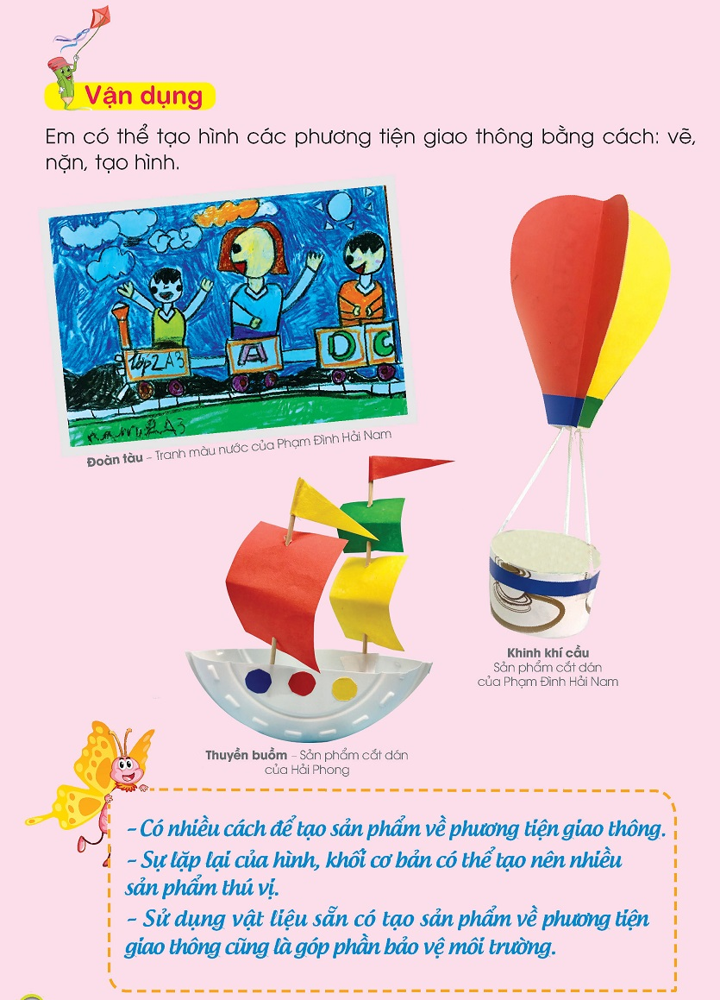 Vận dụng
Em có thể tạo hình các phương tiện giao thông bằng cách: vẽ,
nặn, tạo hình.
lớp 2A3
A
D C
2A3
Đoàn tàu – Tranh màu nước của Phạm Đình Hải Nam
Khinh khí cầu
Sản phẩm cắt dán
của Phạm Đình Hải Nam
Thuyền buồm – Sản phẩm cắt dán
của Hải Phong
– Có nhiều cách để tạo sản phẩm về phương tiện giao thông.
– Sự lặp lại của hình, khối cơ bản có thể tạo nên nhiều
sản phẩm thú vị.
– Sử dụng vật liệu sẵn có tạo sản phẩm về phương tiện
giao thông cũng là góp phần bảo vệ môi trường.